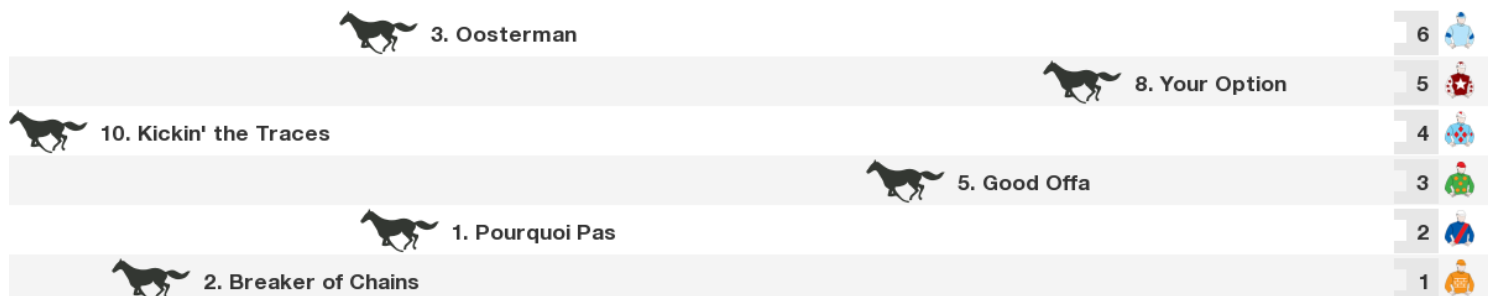 3. Oosterman 6
8. Your Option 5
10. Kickin' the Traces 4
5. Good Offa 3
1. Pourquoi Pas 2
2. Breaker of Chains 1